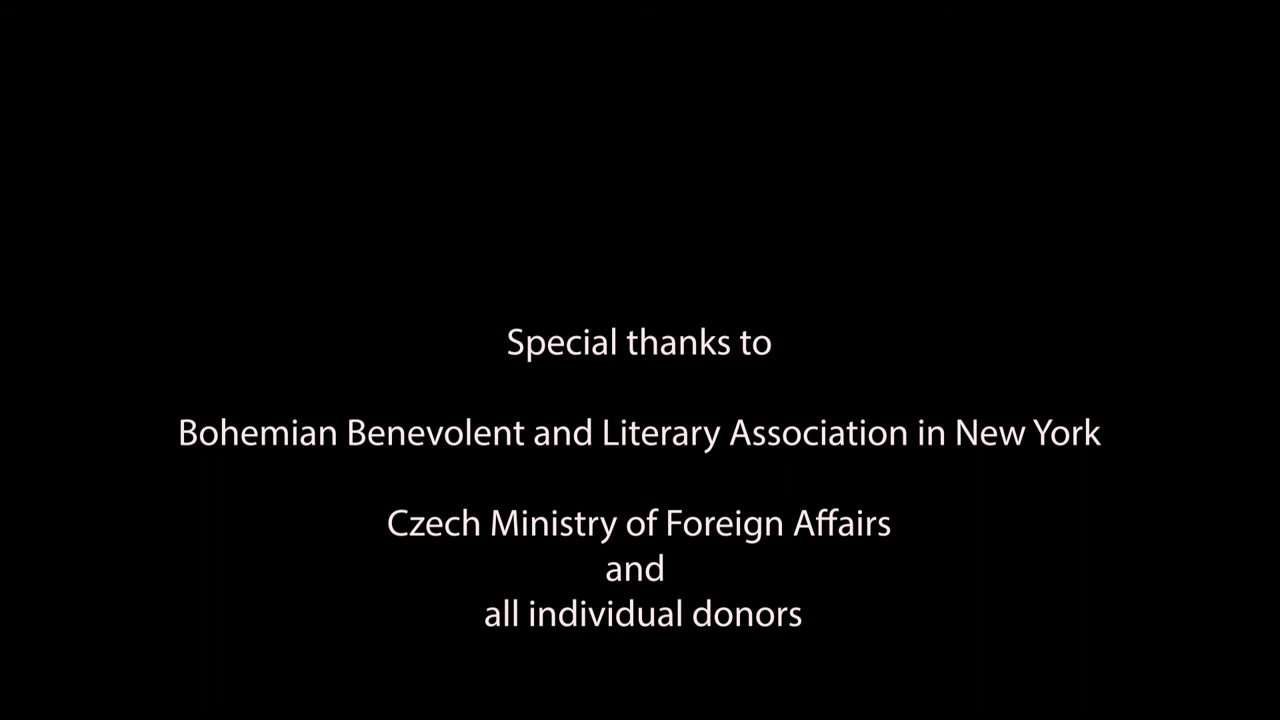 Special thanks to
Bohemian Benevolent and Literary Association in New York
Czech Ministry of Foreign Affairs
and
all individual donors